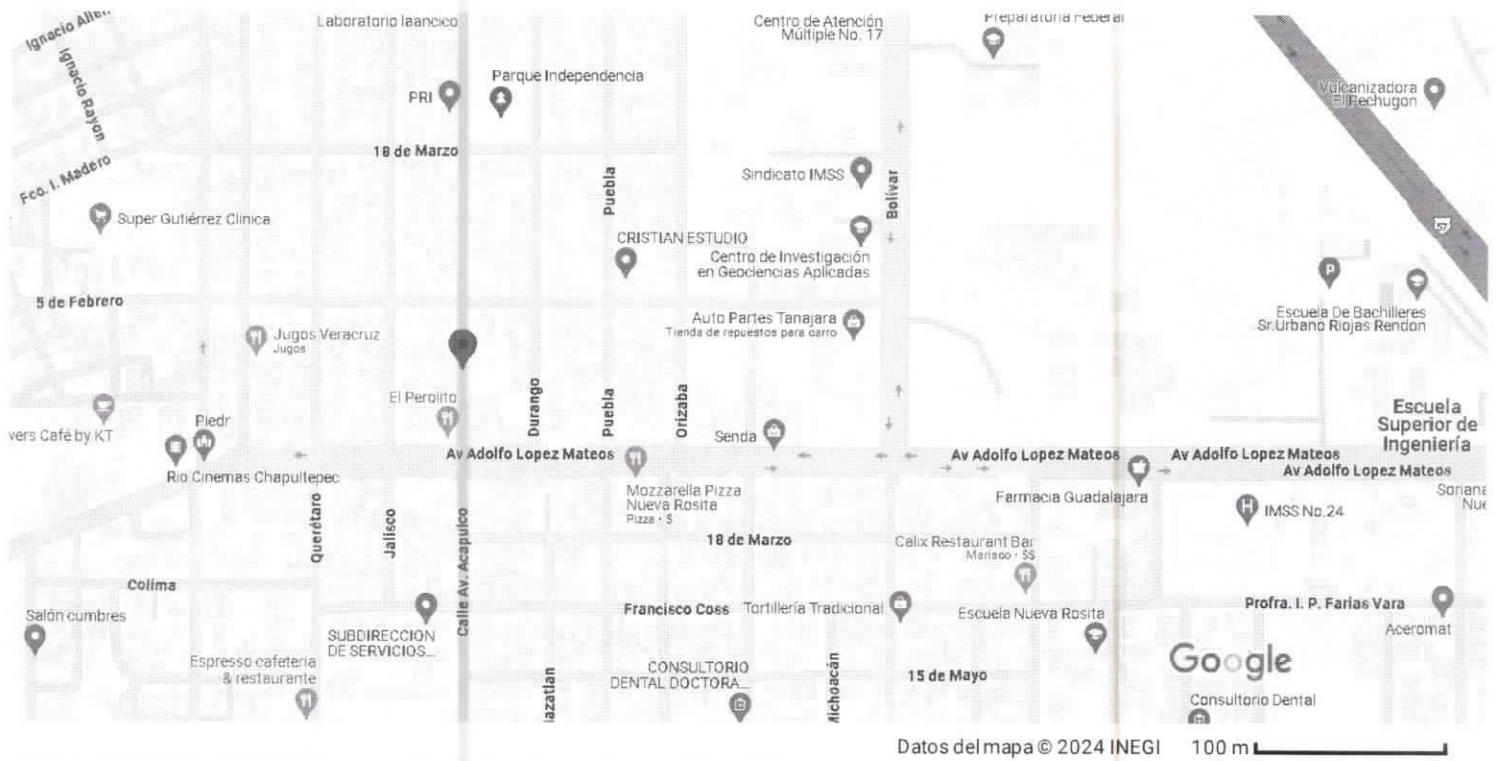 Ignacio Allen
Laboratorio Iaancico
Centro de Atención
Múltiple No. 17
Preparatoria Federal
Ignacio Rayon
PRI
Parque Independencia
Vulcanizadora
El Pechugon
18 de Marzo
Fco. I. Madero
Puebla
Sindicato IMSS
Bolívar
Super Gutiérrez Clinica
CRISTIAN ESTUDIO
Centro de Investigación
en Geociencias Aplicadas
57
P
5 de Febrero
Auto Partes Tanajara
Tienda de repuestos para carro
Escuela De Bachilleres
Sr.Urbano Riojas Rendon
Jugos Veracruz
Jugos
El Perolito
Durango
Puebla
Orizaba
vers Café by KT
Piedr
Senda
Escuela
Superior de
Ingeniería
Av Adolfo Lopez Mateos
Av Adolfo Lopez Mateos
Av Adolfo Lopez Mateos
Av Adolfo Lopez Mateos
Rio Cinemas Chapultepec
Mozzarella Pizza
Nueva Rosita
Pizza · $
Farmacia Guadalajara
H
IMSS No.24
Soriana
Nue
Querétaro
Jalisco
Calle Av. Acapulco
18 de Marzo
Calix Restaurant Bar
Marisco · $$
Colima
Salón cumbres
SUBDIRECCION
DE SERVICIOS...
Francisco Coss
Tortillería Tradicional
Escuela Nueva Rosita
Profra. I. P. Farias Vara
Aceromat
Espresso cafeteria
& restaurante
lazatlan
CONSULTORIO
DENTAL DOCTORA...
Michoacán
15 de Mayo
Google
Consultorio Dental
Datos del mapa © 2024 INEGI
100 m